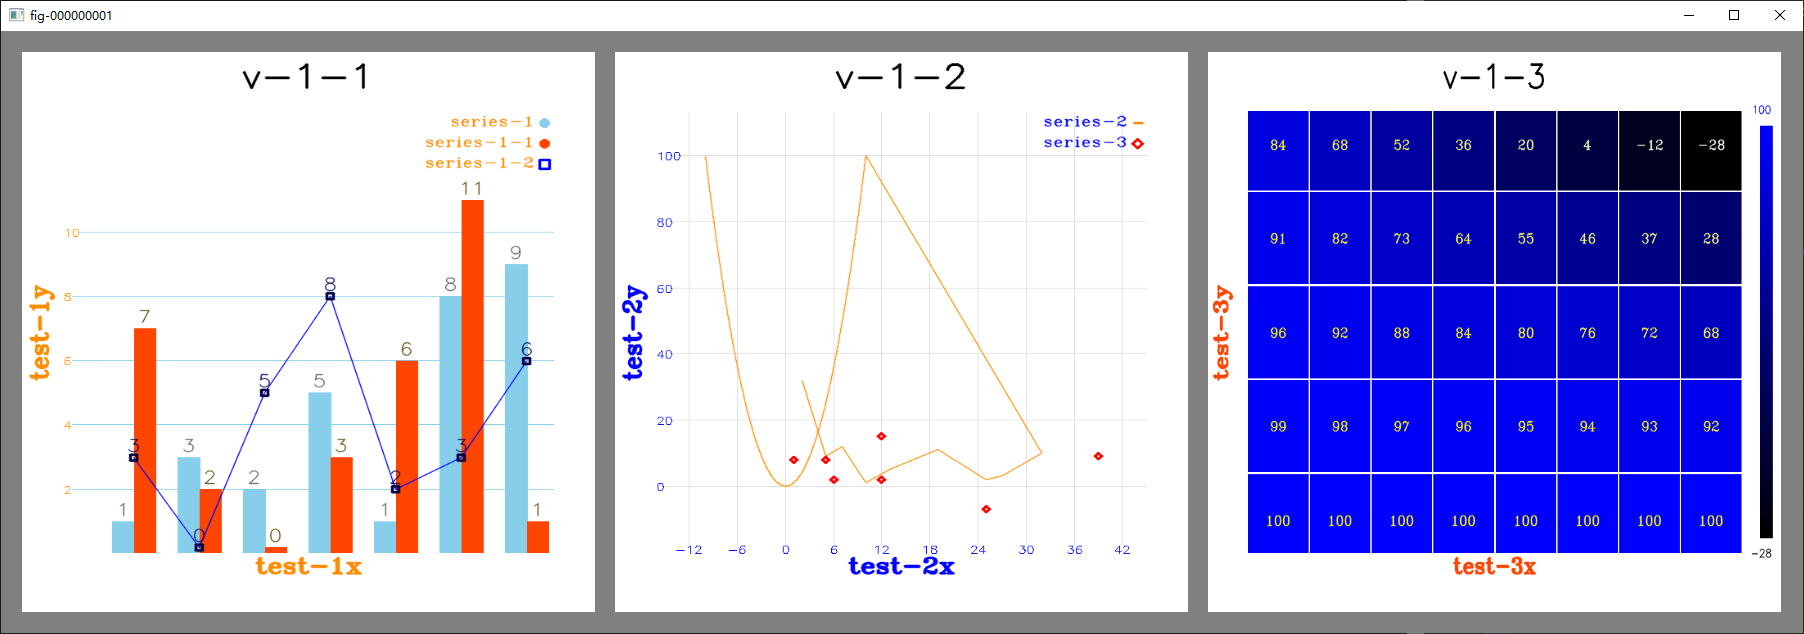 fig-000000001
v-1-1
series-1
series-1-1
series-1-2
11
10
9
8
8
8
7
6
6
6
5
5
4
3
3
3
3
2
2
2
2
1
1
1
0
0
test-1y
test-1x
v-1-2
series-2
series-3
100
80
60
40
20
0
-12 -6 0 6 12 18 24 30 36 42
test-2y
test-2x
v-1-3
100
84 68 52 36 20 4 -12 -28
91 82 73 64 55 46 37 28
96 92 88 84 80 76 72 68
99 98 97 96 95 94 93 92
100 100 100 100 100 100 100 100
-28
test-3y
test-3x